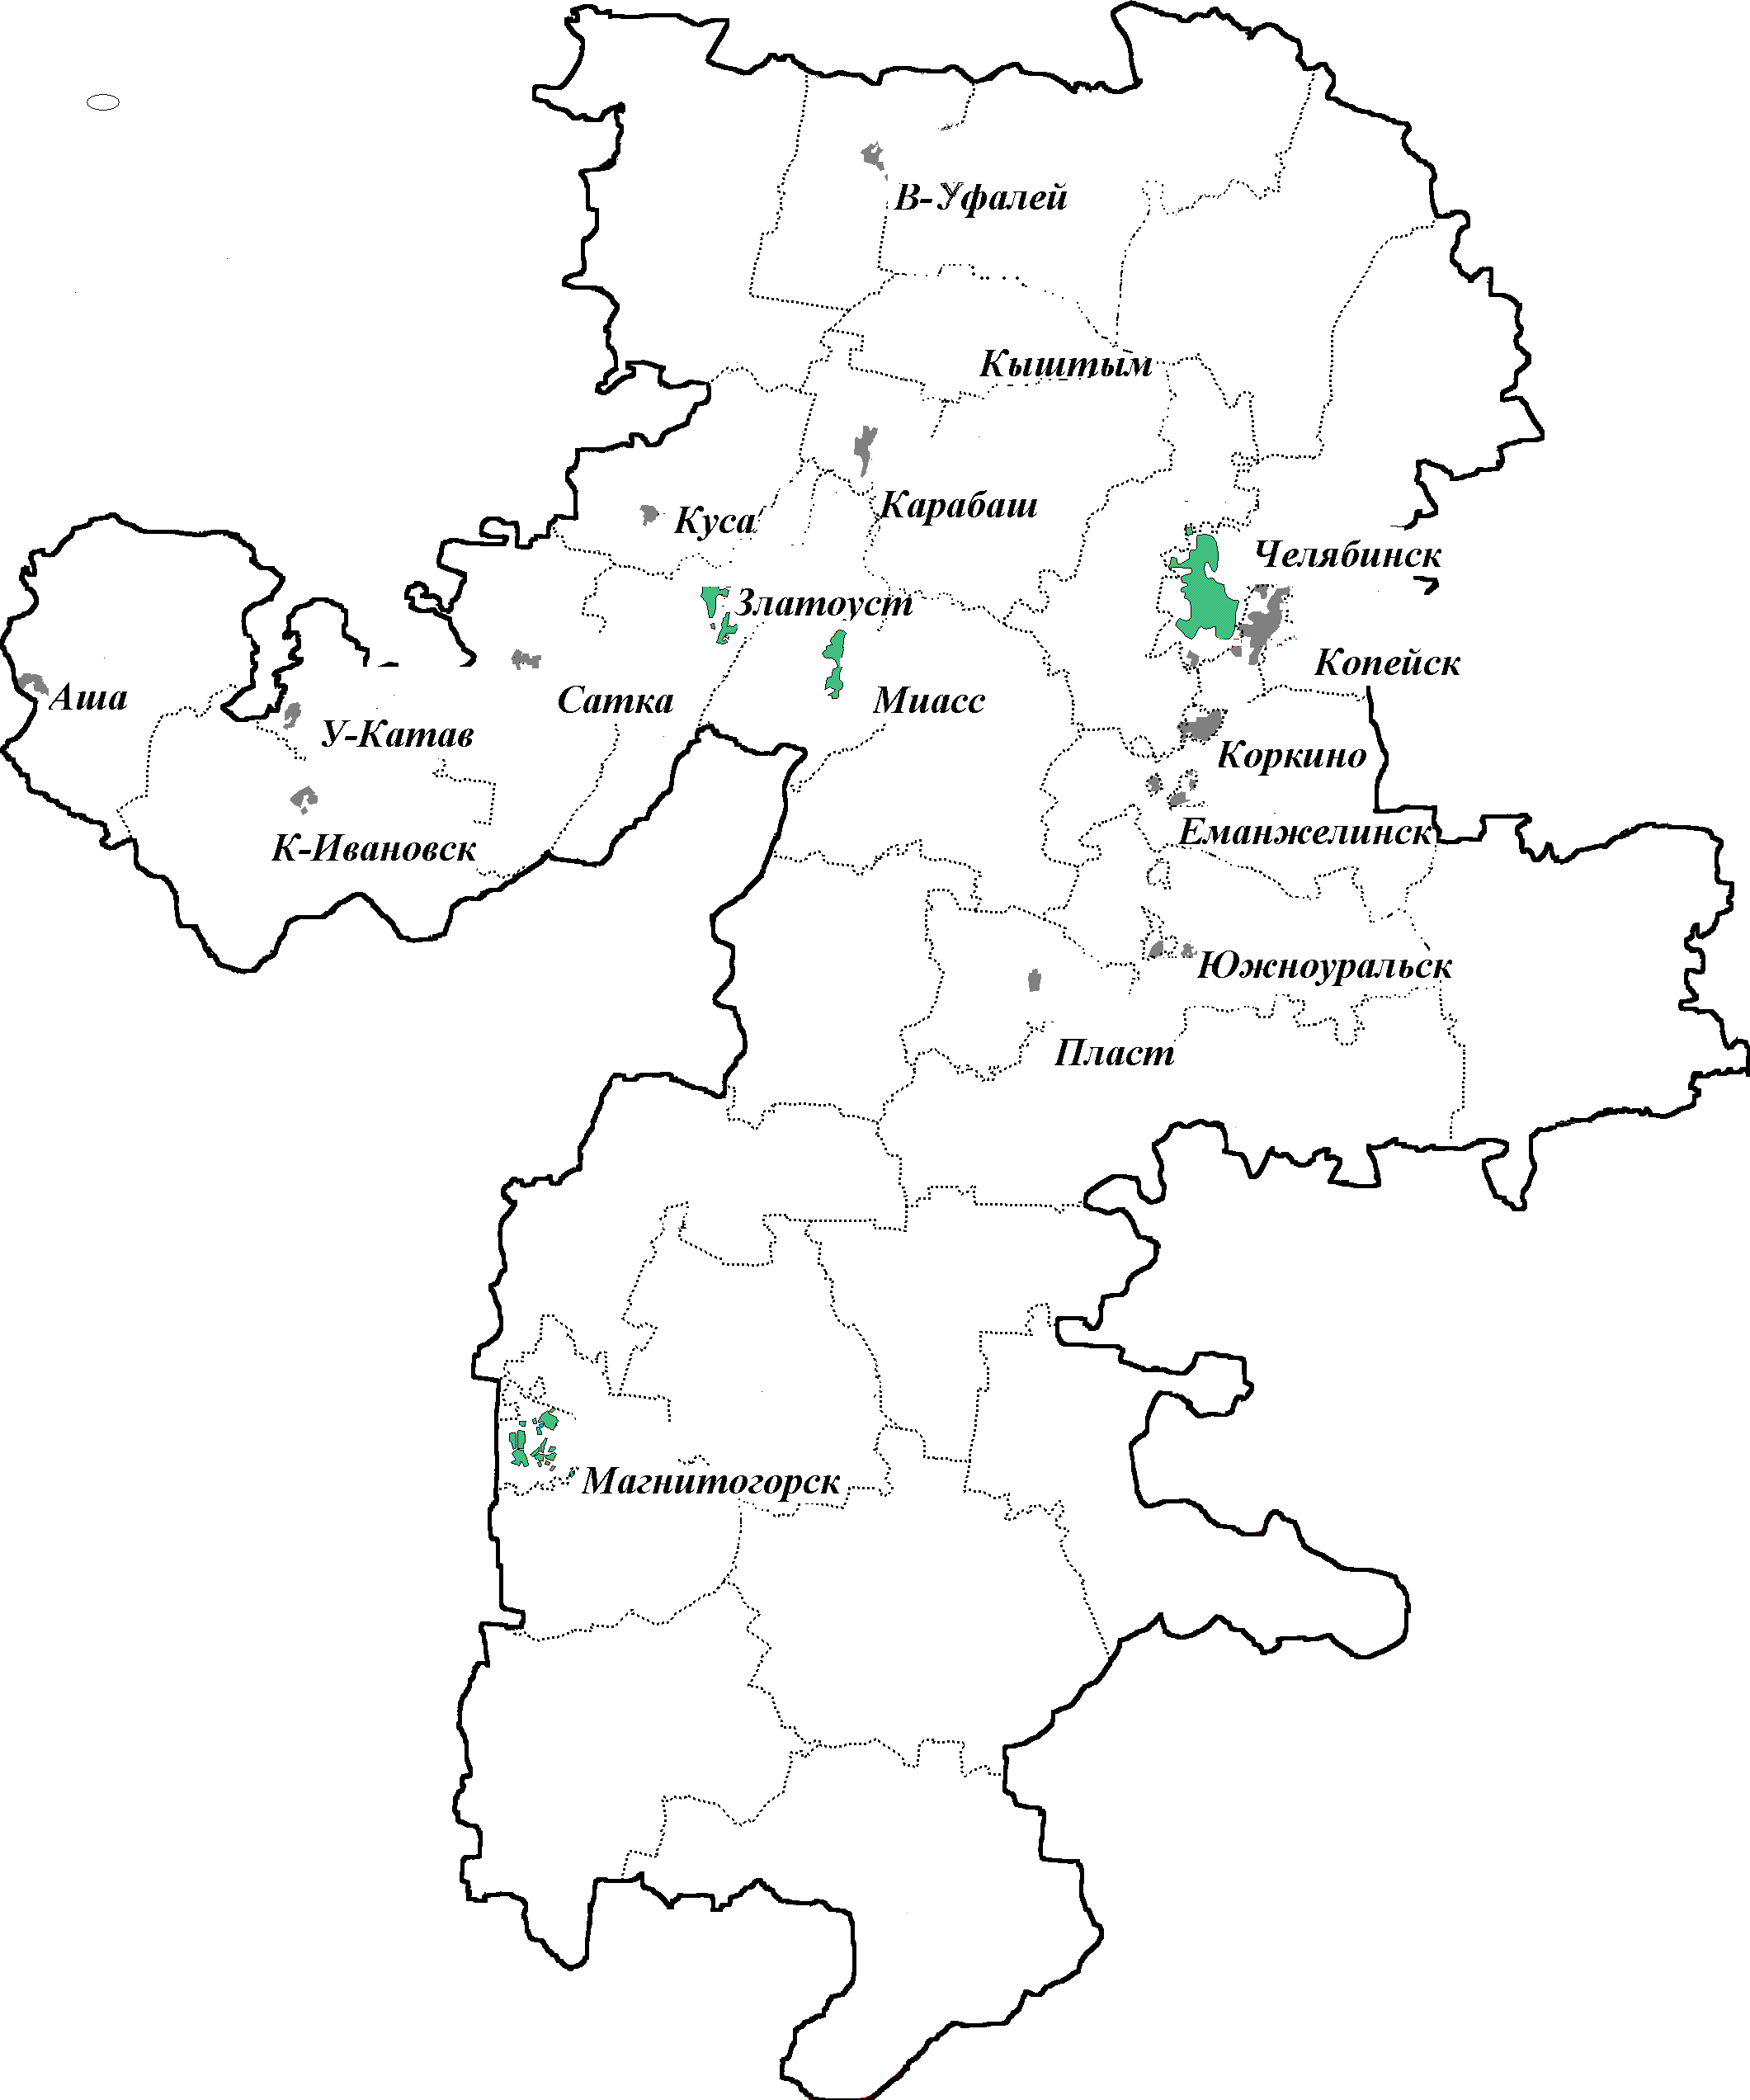 В-Уфалей
Кыштым
Карабаш
Куса
Челябинск
Златоуст
Копейск
Аша
Сатка
Миасс
У-Катав
Коркино
Еманжелинск
К-Ивановск
Южноуральск
Пласт
Магнитогорск